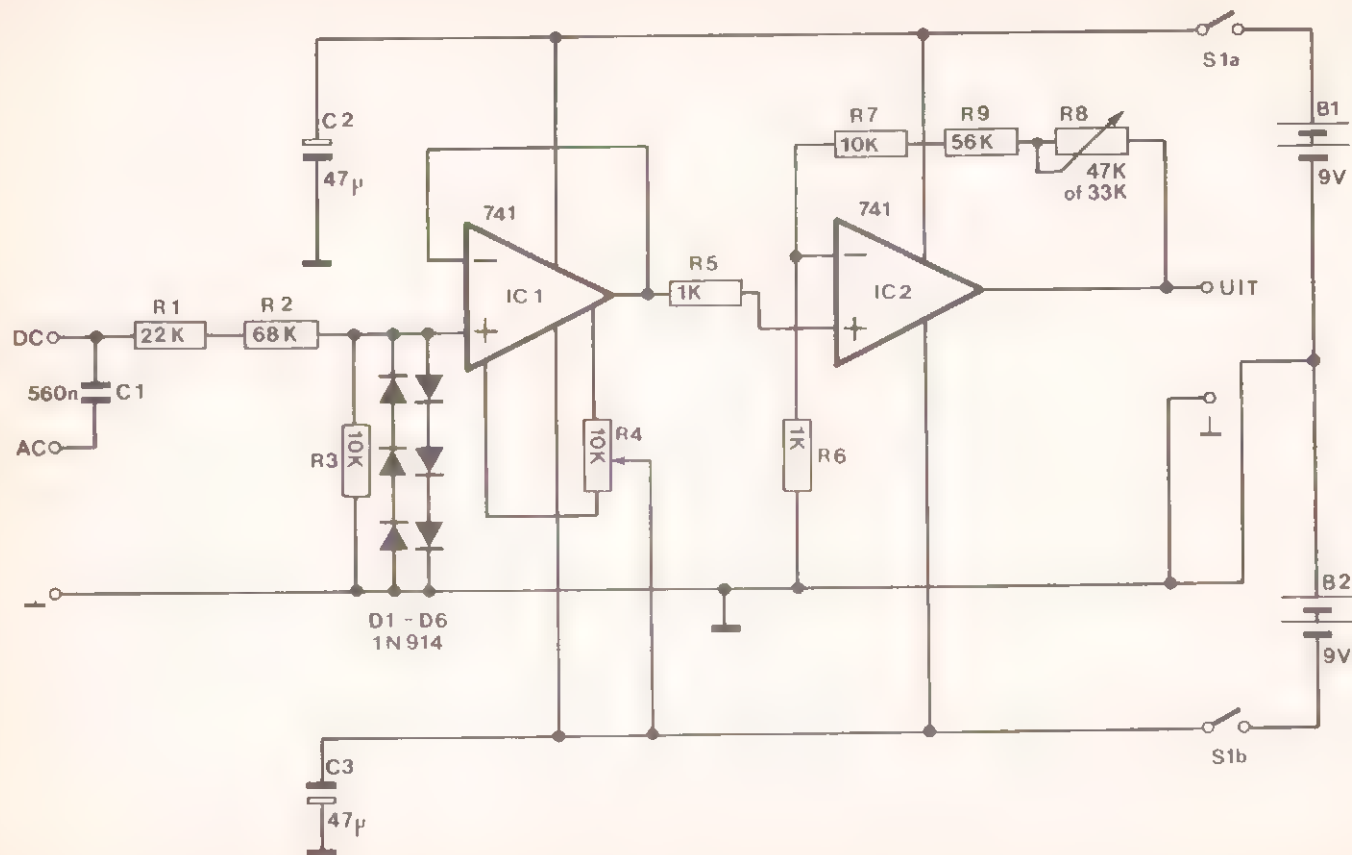 S1a
C2
47µ
R7
10K
R9
56K
R8
47K
of 33K
B1
9V
741
IC 1
741
IC2
R5
1K
UIT
R1
22K
R2
68K
DC
560n
C1
AC
R3
10K
R4
10K
1K
R6
D1 - D6
1N 914
B2
9V
S1b
C3
47µ